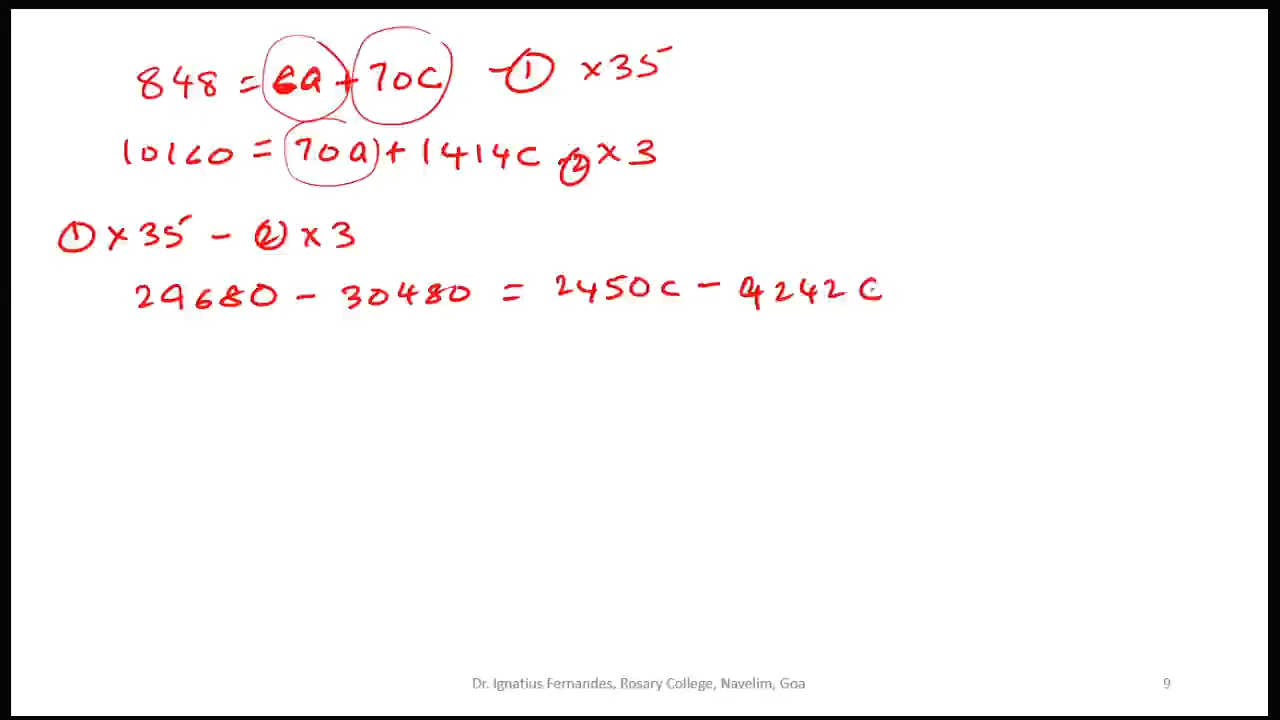 848 = 6a + 70c - ① ×35
10160 = 70a + 1414c ② ×3
① ×35 - ② ×3
29680 - 30480 = 2450c - 4242c
Dr. Ignatius Fernandes, Rosary College, Navelim, Goa 9